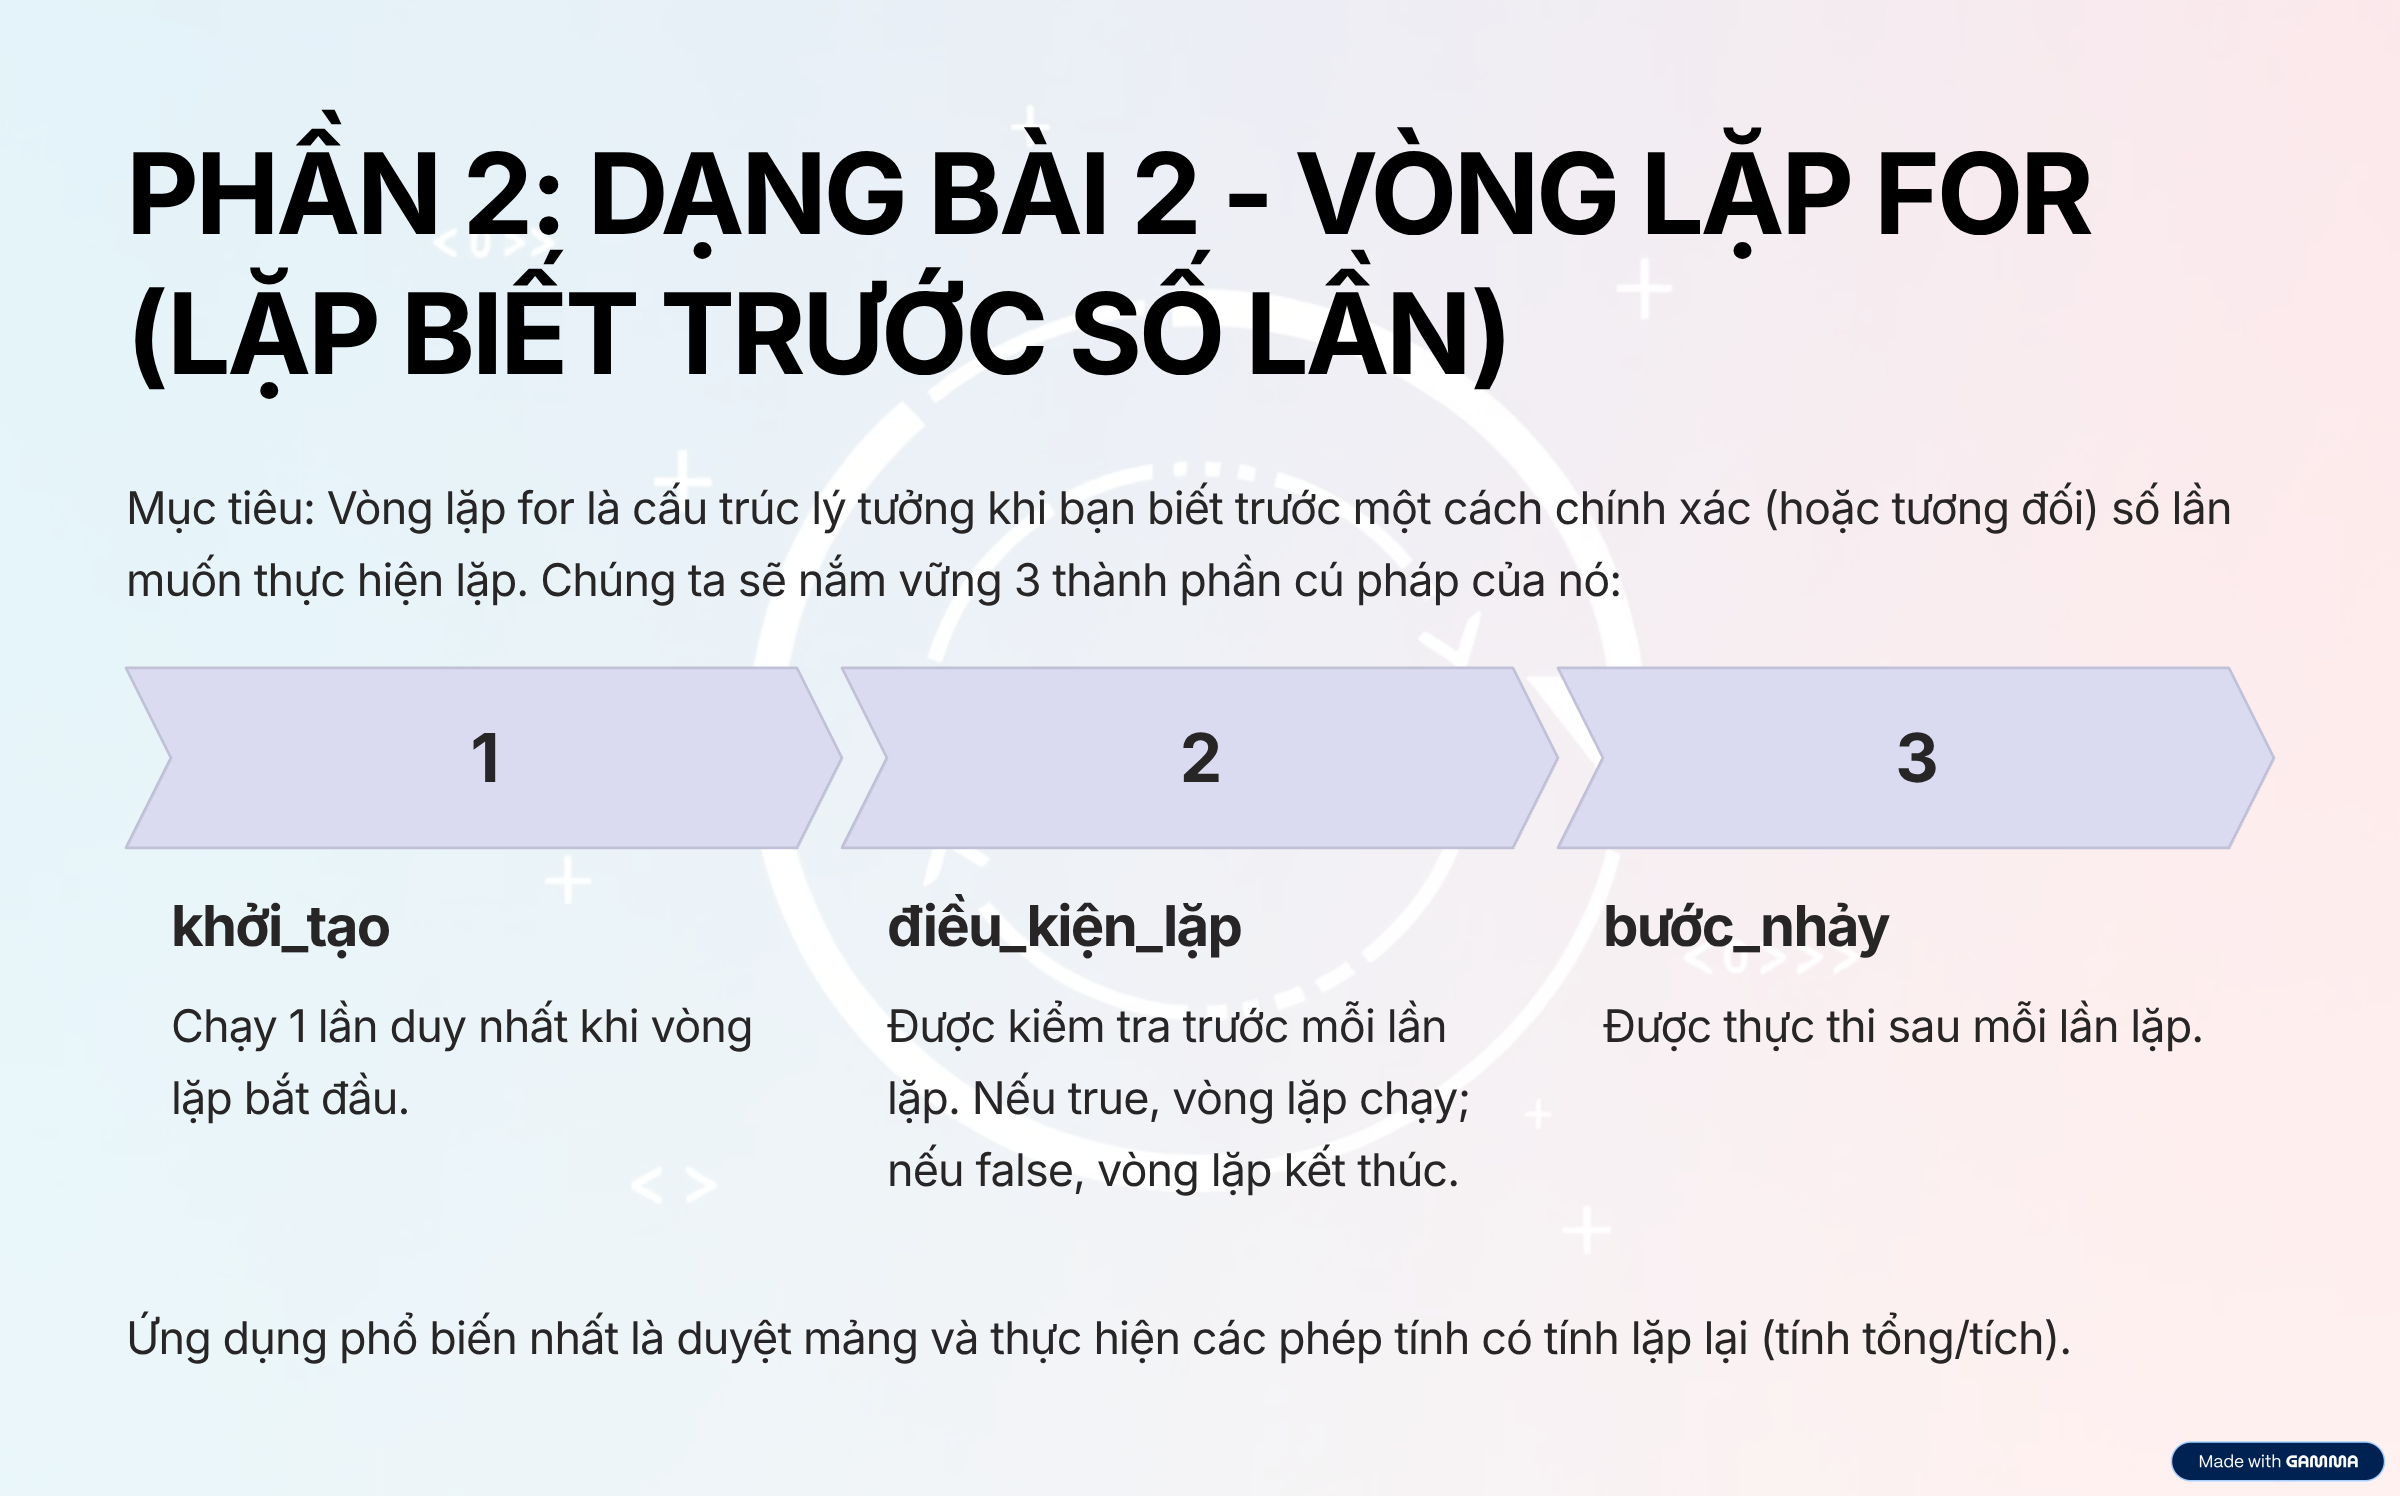 PHẦN 2: DẠNG BÀI 2 - VÒNG LẶP FOR
(LẶP BIẾT TRƯỚC SỐ LẦN)
Mục tiêu: Vòng lặp for là cấu trúc lý tưởng khi bạn biết trước một cách chính xác (hoặc tương đối) số lần
muốn thực hiện lặp. Chúng ta sẽ nắm vững 3 thành phần cú pháp của nó:
1
2
3
khởi_tạo
Chạy 1 lần duy nhất khi vòng
lặp bắt đầu.
điều_kiện_lặp
Được kiểm tra trước mỗi lần
lặp. Nếu true, vòng lặp chạy;
nếu false, vòng lặp kết thúc.
bước_nhảy
Được thực thi sau mỗi lần lặp.
Ứng dụng phổ biến nhất là duyệt mảng và thực hiện các phép tính có tính lặp lại (tính tổng/tích).
Made with GAMMA